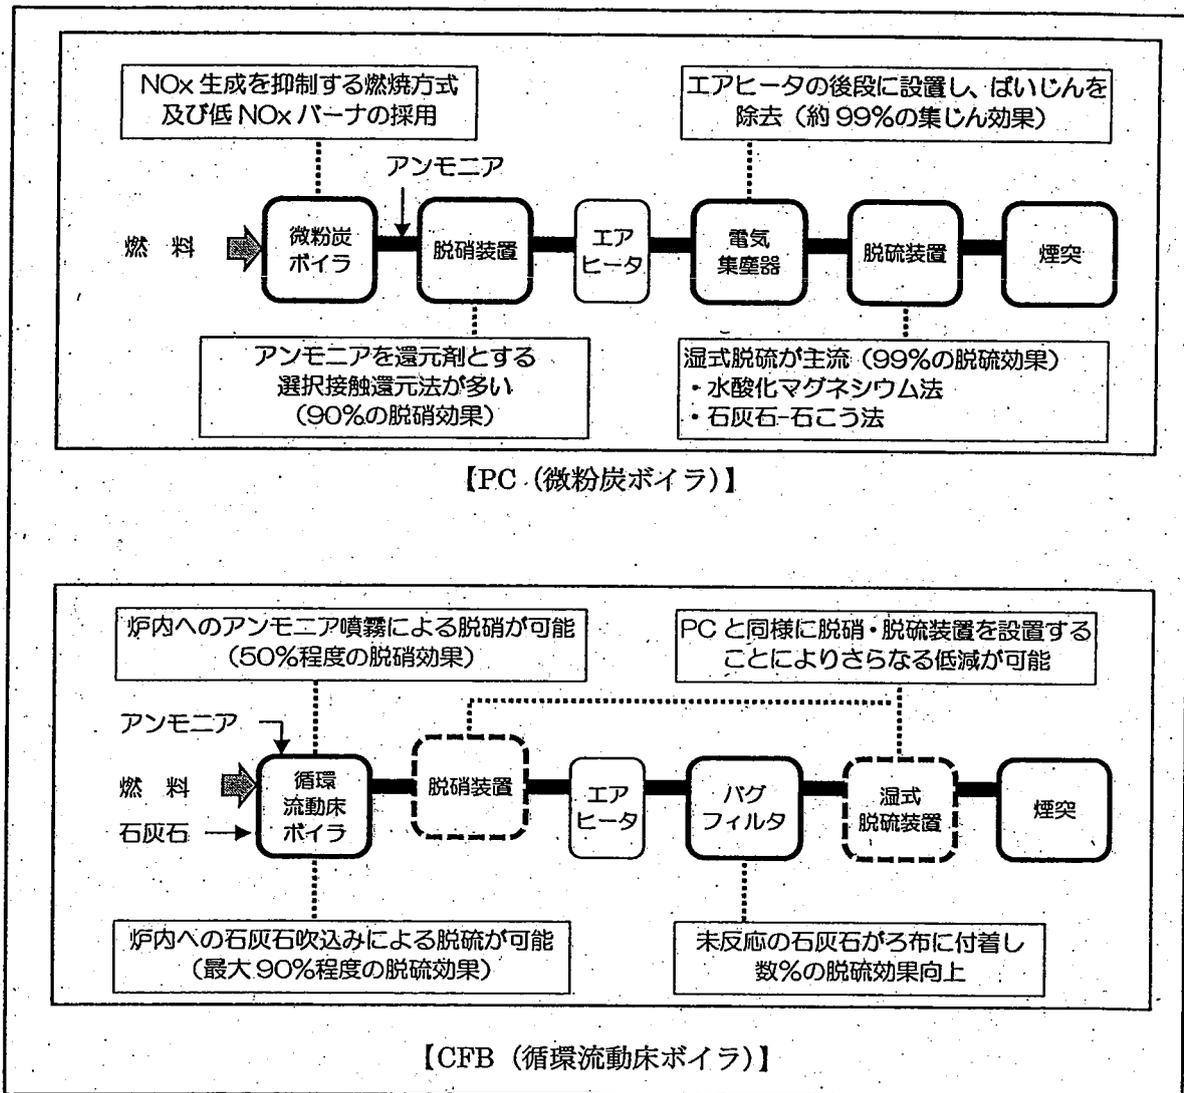 NOx 生成を抑制する燃焼方式
及び低 NOx バーナの採用
エアヒータの後段に設置し、ばいじんを
除去（約 99％の集じん効果）
アンモニア
燃 料
微粉炭
ボイラ
脱硝装置
エア
ヒータ
電気
集塵器
脱硫装置
煙突
アンモニアを還元剤とする
選択接触還元法が多い
（90％の脱硝効果）
湿式脱硫が主流（99％の脱硫効果）
・水酸化マグネシウム法
・石灰石-石こう法
【PC（微粉炭ボイラ）】
炉内へのアンモニア噴霧による脱硝が可能
（50％程度の脱硝効果）
PC と同様に脱硝・脱硫装置を設置する
ことによりさらなる低減が可能
アンモニア
燃 料
石灰石
循環
流動床
ボイラ
脱硝装置
エア
ヒータ
バグ
フィルタ
湿式
脱硫装置
煙突
炉内への石灰石吹込みによる脱硫が可能
（最大 90％程度の脱硫効果）
未反応の石灰石がろ布に付着し
数％の脱硫効果向上
【CFB（循環流動床ボイラ）】